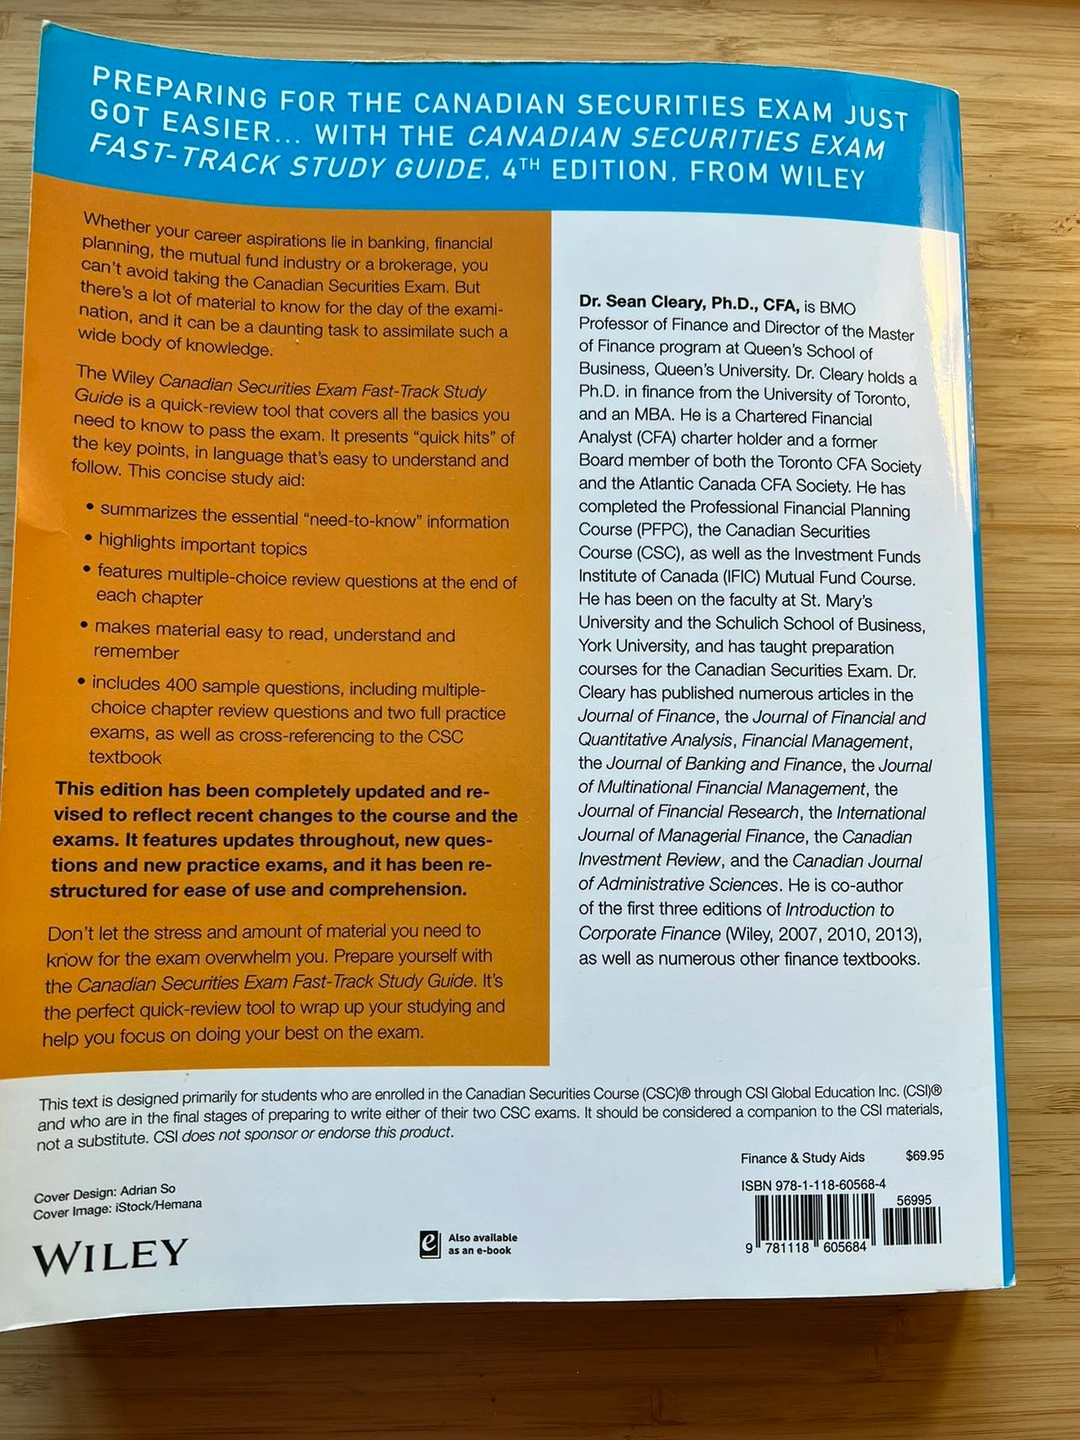 PREPARING FOR THE CANADIAN SECURITIES EXAM JUST
GOT EASIER... WITH THE CANADIAN SECURITIES EXAM
FAST-TRACK STUDY GUIDE, 4TH EDITION, FROM WILEY
Whether your career aspirations lie in banking, financial
planning, the mutual fund industry or a brokerage, you
can't avoid taking the Canadian Securities Exam. But
there's a lot of material to know for the day of the exami-
nation, and it can be a daunting task to assimilate such a
wide body of knowledge.
The Wiley Canadian Securities Exam Fast-Track Study
Guide is a quick-review tool that covers all the basics you
need to know to pass the exam. It presents "quick hits" of
the key points, in language that's easy to understand and
follow. This concise study aid:
• summarizes the essential "need-to-know" information
• highlights important topics
• features multiple-choice review questions at the end of
each chapter
• makes material easy to read, understand and
remember
• includes 400 sample questions, including multiple-
choice chapter review questions and two full practice
exams, as well as cross-referencing to the CSC
textbook
This edition has been completely updated and re-
vised to reflect recent changes to the course and the
exams. It features updates throughout, new ques-
tions and new practice exams, and it has been re-
structured for ease of use and comprehension.
Don't let the stress and amount of material you need to
know for the exam overwhelm you. Prepare yourself with
the Canadian Securities Exam Fast-Track Study Guide. It's
the perfect quick-review tool to wrap up your studying and
help you focus on doing your best on the exam.
Dr. Sean Cleary, Ph.D., CFA, is BMO
Professor of Finance and Director of the Master
of Finance program at Queen's School of
Business, Queen's University. Dr. Cleary holds a
Ph.D. in finance from the University of Toronto,
and an MBA. He is a Chartered Financial
Analyst (CFA) charter holder and a former
Board member of both the Toronto CFA Society
and the Atlantic Canada CFA Society. He has
completed the Professional Financial Planning
Course (PFPC), the Canadian Securities
Course (CSC), as well as the Investment Funds
Institute of Canada (IFIC) Mutual Fund Course.
He has been on the faculty at St. Mary's
University and the Schulich School of Business,
York University, and has taught preparation
courses for the Canadian Securities Exam. Dr.
Cleary has published numerous articles in the
Journal of Finance, the Journal of Financial and
Quantitative Analysis, Financial Management,
the Journal of Banking and Finance, the Journal
of Multinational Financial Management, the
Journal of Financial Research, the International
Journal of Managerial Finance, the Canadian
Investment Review, and the Canadian Journal
of Administrative Sciences. He is co-author
of the first three editions of Introduction to
Corporate Finance (Wiley, 2007, 2010, 2013),
as well as numerous other finance textbooks.
This text is designed primarily for students who are enrolled in the Canadian Securities Course (CSC)® through CSI Global Education Inc. (CSI)®
and who are in the final stages of preparing to write either of their two CSC exams. It should be considered a companion to the CSI materials,
not a substitute. CSI does not sponsor or endorse this product.
Cover Design: Adrian So
Cover Image: iStock/Hemana
WILEY
e
Also available
as an e-book
Finance & Study Aids $69.95
ISBN 978-1-118-60568-4
56995
9 781118 605684